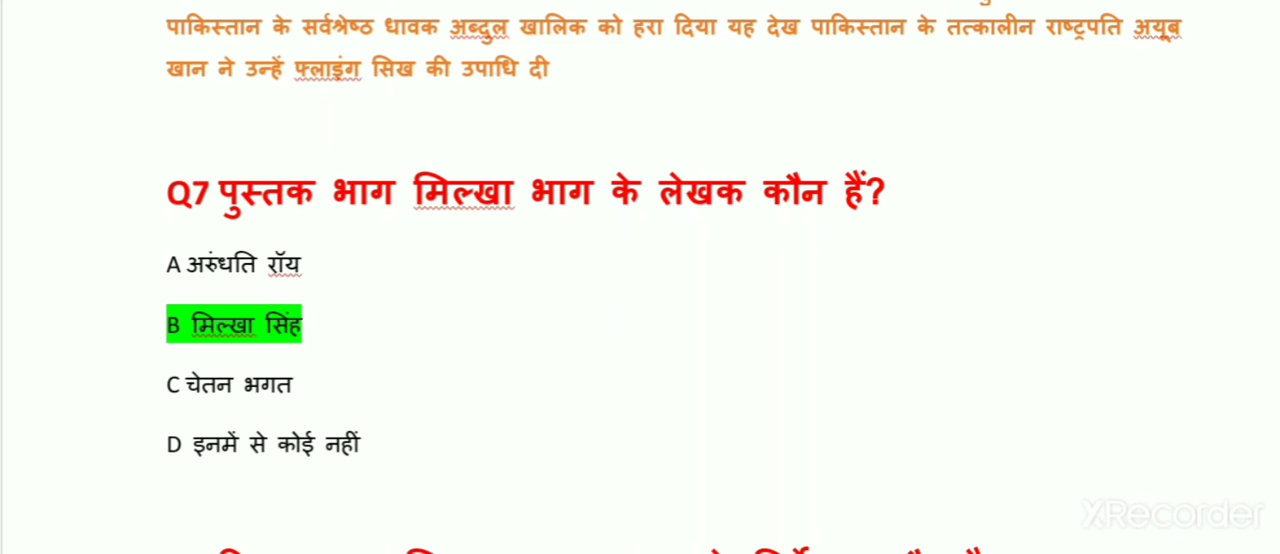 पाकिस्तान के सर्वश्रेष्ठ धावक अब्दुल खालिक को हरा दिया यह देख पाकिस्तान के तत्कालीन राष्ट्रपति अयूब
खान ने उन्हें फ्लाइंग सिख की उपाधि दी
Q7 पुस्तक भाग मिल्खा भाग के लेखक कौन हैं?
A अरुंधति रॉय
B मिल्खा सिंह
C चेतन भगत
D इनमें से कोई नहीं
XRecorder